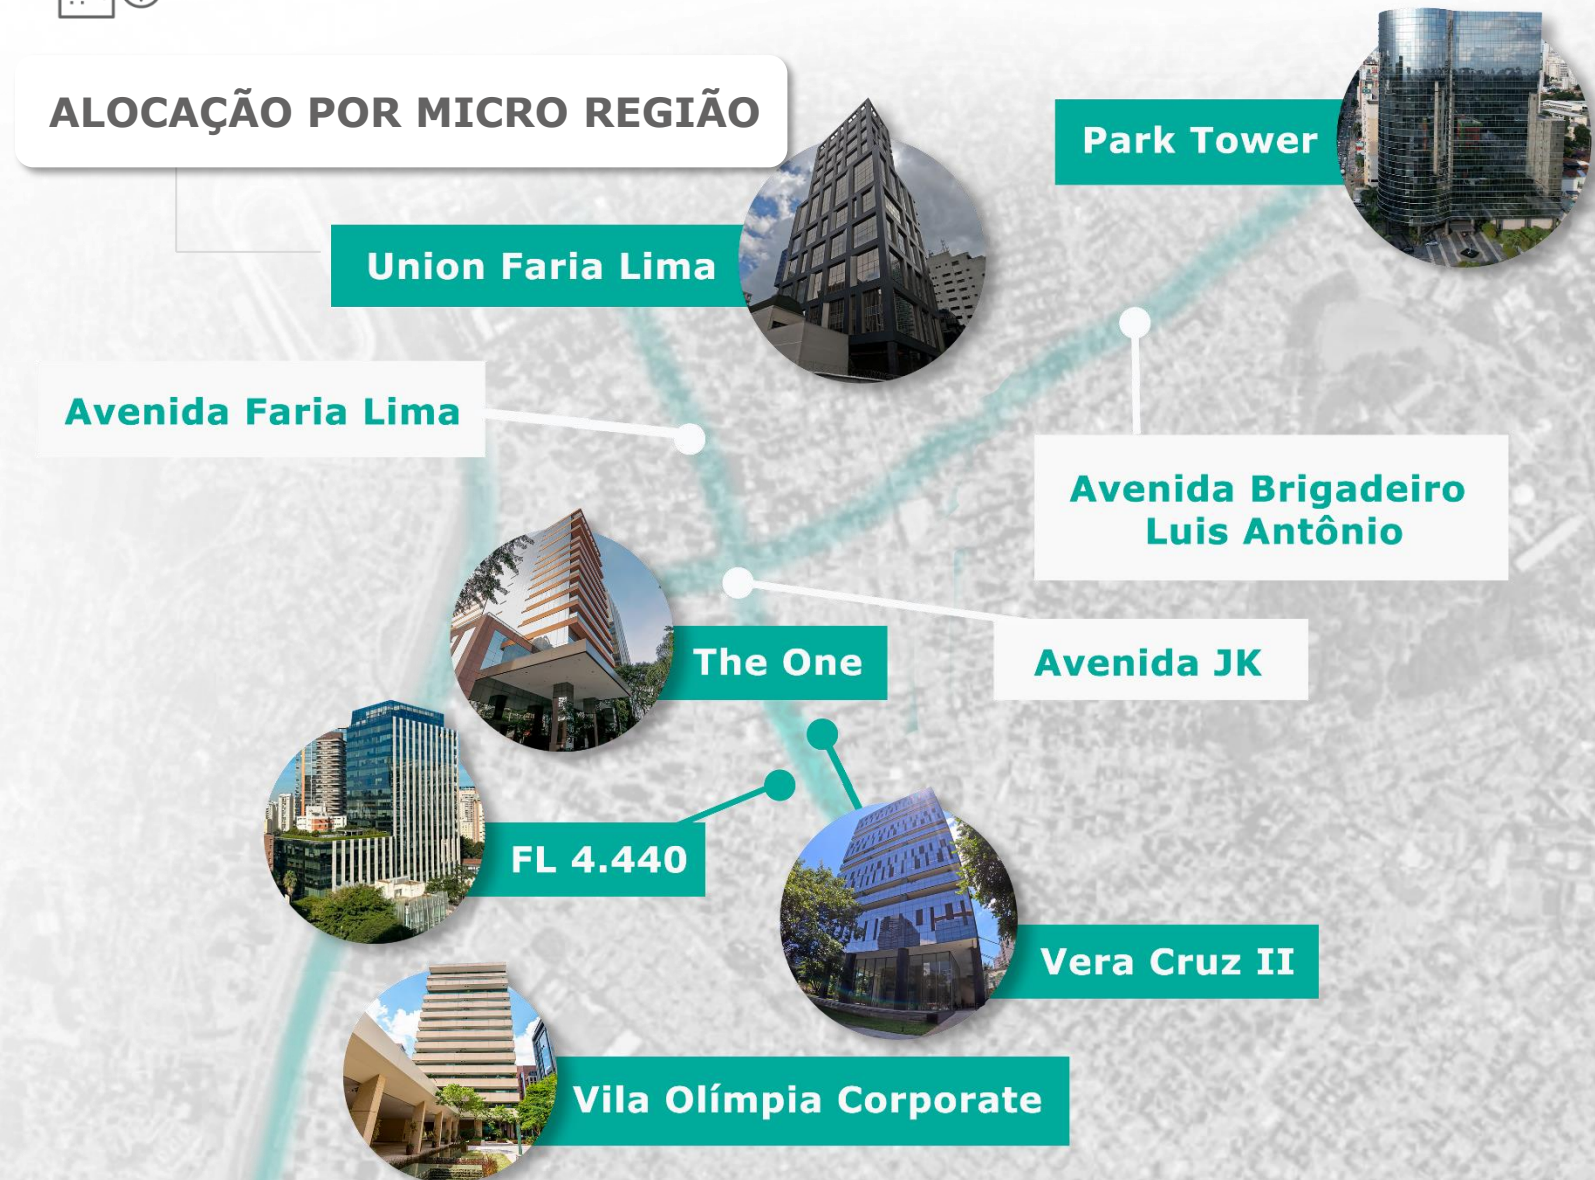 ALOCAÇÃO POR MICRO REGIÃO
Park Tower
Union Faria Lima
Avenida Faria Lima
Avenida Brigadeiro
Luis Antônio
The One
Avenida JK
FL 4.440
Vera Cruz II
Vila Olímpia Corporate